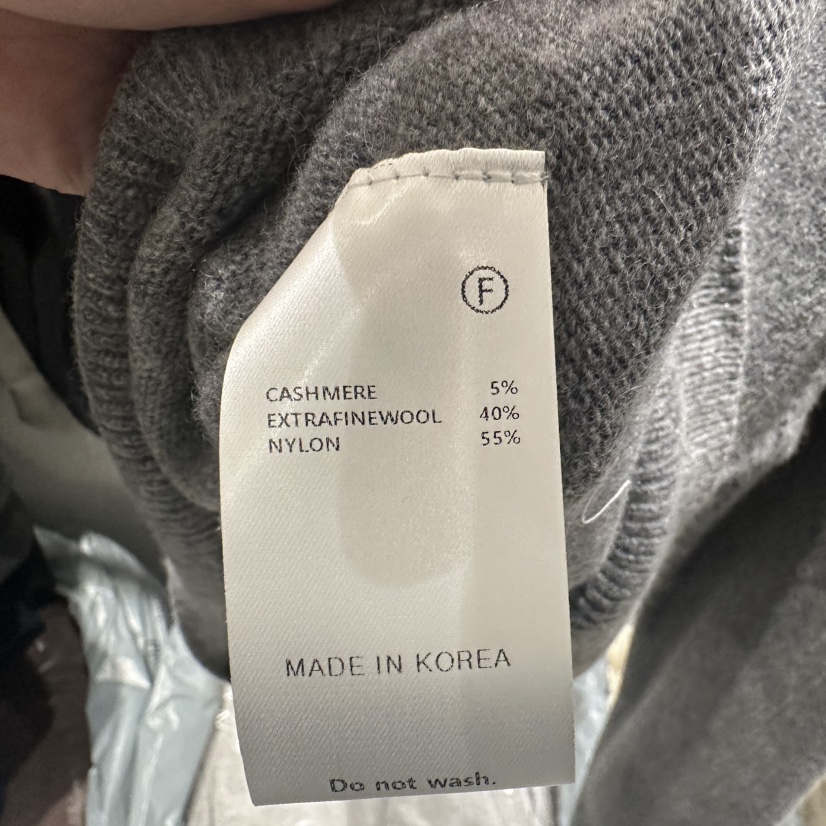 F
CASHMERE 5%
EXTRAFINEWOOL 40%
NYLON 55%
MADE IN KOREA
Do not wash.